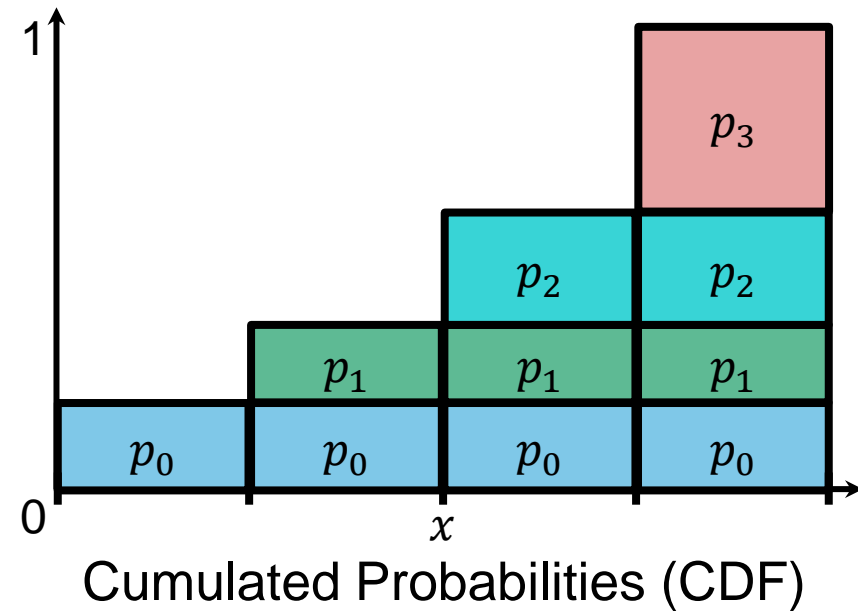 1
p₃
p₂ p₂
p₁ p₁ p₁
p₀ p₀ p₀ p₀
0
x
Cumulated Probabilities (CDF)